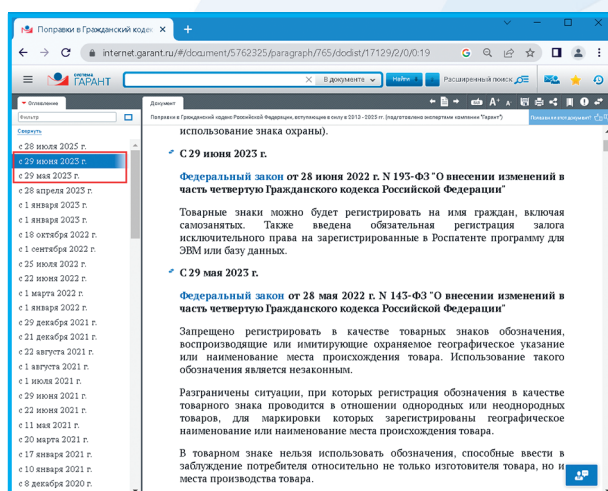 Поправки в Гражданский кодек
internet.garant.ru/#/document/5762325/paragraph/765/dodlist/17129/2/0/0:19
СИСТЕМА
ГАРАНТ
В документе
Найти
Расширенный поиск
Оглавление
Документ
Фильтр
Поправки в Гражданский кодекс Российской Федерации, вступающие в силу в 2013 - 2025 гг. (подготовлено экспертами компании "Гарант")
Свернуть
с 28 июля 2025 г.
с 29 июня 2023 г.
с 29 мая 2023 г.
с 28 апреля 2023 г.
с 1 января 2023 г.
с 1 января 2023 г.
с 18 октября 2022 г.
с 1 сентября 2022 г.
с 25 июля 2022 г.
с 22 июня 2022 г.
с 1 марта 2022 г.
с 1 января 2022 г.
с 29 декабря 2021 г.
с 21 декабря 2021 г.
с 22 августа 2021 г.
с 1 августа 2021 г.
с 1 июля 2021 г.
с 29 июня 2021 г.
с 22 июня 2021 г.
с 11 мая 2021 г.
с 20 марта 2021 г.
с 17 января 2021 г.
с 10 января 2021 г.
с 8 декабря 2020 г.
использование знака охраны).
С 29 июня 2023 г.
Федеральный закон от 28 июня 2022 г. N 193-ФЗ "О внесении изменений в
часть четвертую Гражданского кодекса Российской Федерации"
Товарные знаки можно будет регистрировать на имя граждан, включая
самозанятых. Также введена обязательная регистрация залога
исключительного права на зарегистрированные в Роспатенте программу для
ЭВМ или базу данных.
С 29 мая 2023 г.
Федеральный закон от 28 мая 2022 г. N 143-ФЗ "О внесении изменений в
часть четвертую Гражданского кодекса Российской Федерации"
Запрещено регистрировать в качестве товарных знаков обозначения,
воспроизводящие или имитирующие охраняемое географическое указание
или наименование места происхождения товара. Использование такого
обозначения является незаконным.
Разграничены ситуации, при которых регистрация обозначения в качестве
товарного знака проводится в отношении однородных или неоднородных
товаров, для маркировки которых зарегистрированы географическое
наименование или наименование места происхождения товара.
В товарном знаке нельзя использовать обозначения, способные ввести в
заблуждение потребителя относительно не только изготовителя товара, но и
места производства товара.